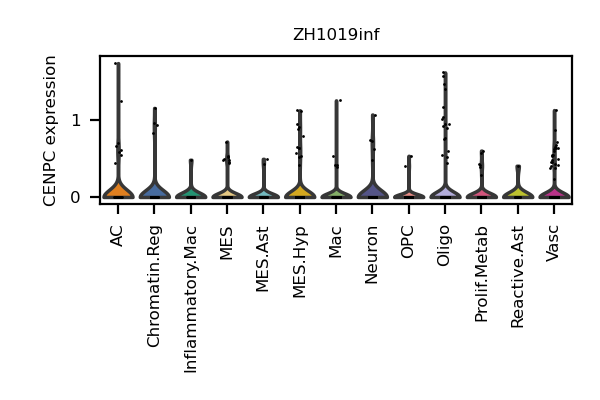 ZH1019inf
CENPC expression
1
0
AC
Chromatin.Reg
Inflammatory.Mac
MES
MES.Ast
MES.Hyp
Mac
Neuron
OPC
Oligo
Prolif.Metab
Reactive.Ast
Vasc